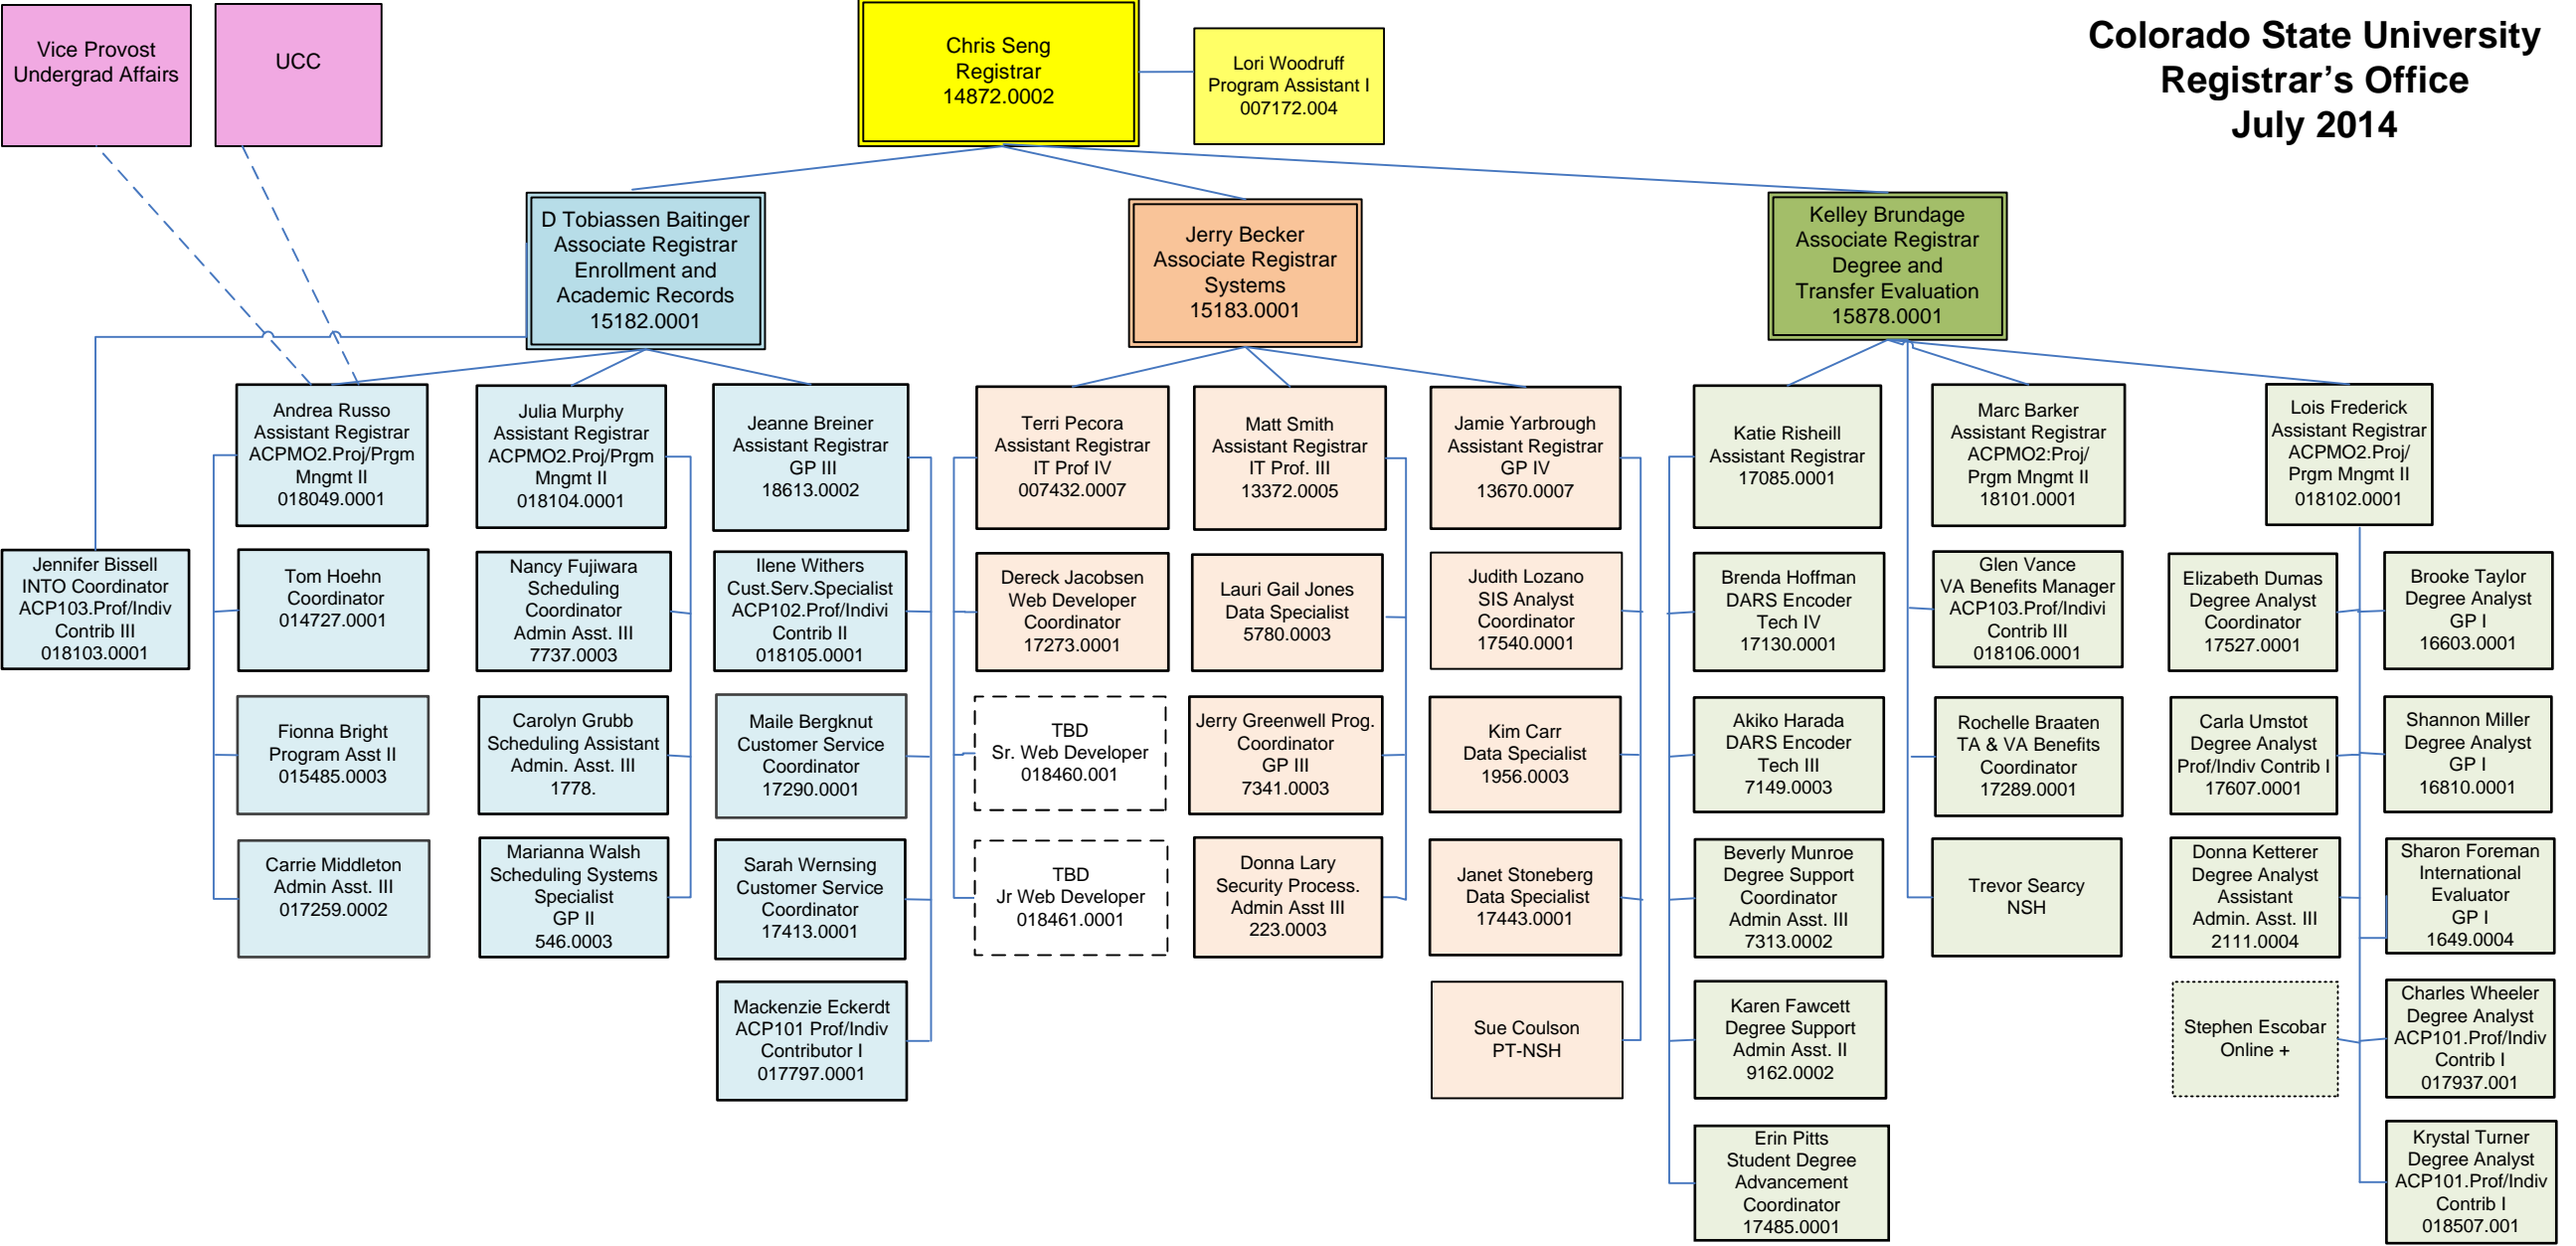 Vice Provost
Undergrad Affairs
UCC
Chris Seng
Registrar
14872.0002
Lori Woodruff
Program Assistant I
007172.004
Colorado State University
Registrar’s Office
July 2014
D Tobiassen Baitinger
Associate Registrar
Enrollment and
Academic Records
15182.0001
Jerry Becker
Associate Registrar
Systems
15183.0001
Kelley Brundage
Associate Registrar
Degree and
Transfer Evaluation
15878.0001
Andrea Russo
Assistant Registrar
ACPMO2.Proj/Prgm
Mngmt II
018049.0001
Julia Murphy
Assistant Registrar
ACPMO2.Proj/Prgm
Mngmt II
018104.0001
Jeanne Breiner
Assistant Registrar
GP III
18613.0002
Terri Pecora
Assistant Registrar
IT Prof IV
007432.0007
Matt Smith
Assistant Registrar
IT Prof. III
13372.0005
Jamie Yarbrough
Assistant Registrar
GP IV
13670.0007
Katie Risheill
Assistant Registrar
17085.0001
Marc Barker
Assistant Registrar
ACPMO2:Proj/
Prgm Mngmt II
18101.0001
Lois Frederick
Assistant Registrar
ACPMO2.Proj/
Prgm Mngmt II
018102.0001
Jennifer Bissell
INTO Coordinator
ACP103.Prof/Indiv
Contrib III
018103.0001
Tom Hoehn
Coordinator
014727.0001
Nancy Fujiwara
Scheduling
Coordinator
Admin Asst. III
7737.0003
Ilene Withers
Cust.Serv.Specialist
ACP102.Prof/Indivi
Contrib II
018105.0001
Dereck Jacobsen
Web Developer
Coordinator
17273.0001
Lauri Gail Jones
Data Specialist
5780.0003
Judith Lozano
SIS Analyst
Coordinator
17540.0001
Brenda Hoffman
DARS Encoder
Tech IV
17130.0001
Glen Vance
VA Benefits Manager
ACP103.Prof/Indivi
Contrib III
018106.0001
Elizabeth Dumas
Degree Analyst
Coordinator
17527.0001
Brooke Taylor
Degree Analyst
GP I
16603.0001
Fionna Bright
Program Asst II
015485.0003
Carolyn Grubb
Scheduling Assistant
Admin. Asst. III
1778.
Maile Bergknut
Customer Service
Coordinator
17290.0001
TBD
Sr. Web Developer
018460.001
Jerry Greenwell Prog.
Coordinator
GP III
7341.0003
Kim Carr
Data Specialist
1956.0003
Akiko Harada
DARS Encoder
Tech III
7149.0003
Rochelle Braaten
TA & VA Benefits
Coordinator
17289.0001
Carla Umstot
Degree Analyst
Prof/Indiv Contrib I
17607.0001
Shannon Miller
Degree Analyst
GP I
16810.0001
Carrie Middleton
Admin Asst. III
017259.0002
Marianna Walsh
Scheduling Systems
Specialist
GP II
546.0003
Sarah Wernsing
Customer Service
Coordinator
17413.0001
TBD
Jr Web Developer
018461.0001
Donna Lary
Security Process.
Admin Asst III
223.0003
Janet Stoneberg
Data Specialist
17443.0001
Beverly Munroe
Degree Support
Coordinator
Admin Asst. III
7313.0002
Trevor Searcy
NSH
Donna Ketterer
Degree Analyst
Assistant
Admin. Asst. III
2111.0004
Sharon Foreman
International
Evaluator
GP I
1649.0004
Mackenzie Eckerdt
ACP101 Prof/Indiv
Contributor I
017797.0001
Sue Coulson
PT-NSH
Karen Fawcett
Degree Support
Admin Asst. II
9162.0002
Stephen Escobar
Online +
Charles Wheeler
Degree Analyst
ACP101.Prof/Indiv
Contrib I
017937.001
Erin Pitts
Student Degree
Advancement
Coordinator
17485.0001
Krystal Turner
Degree Analyst
ACP101.Prof/Indiv
Contrib I
018507.001